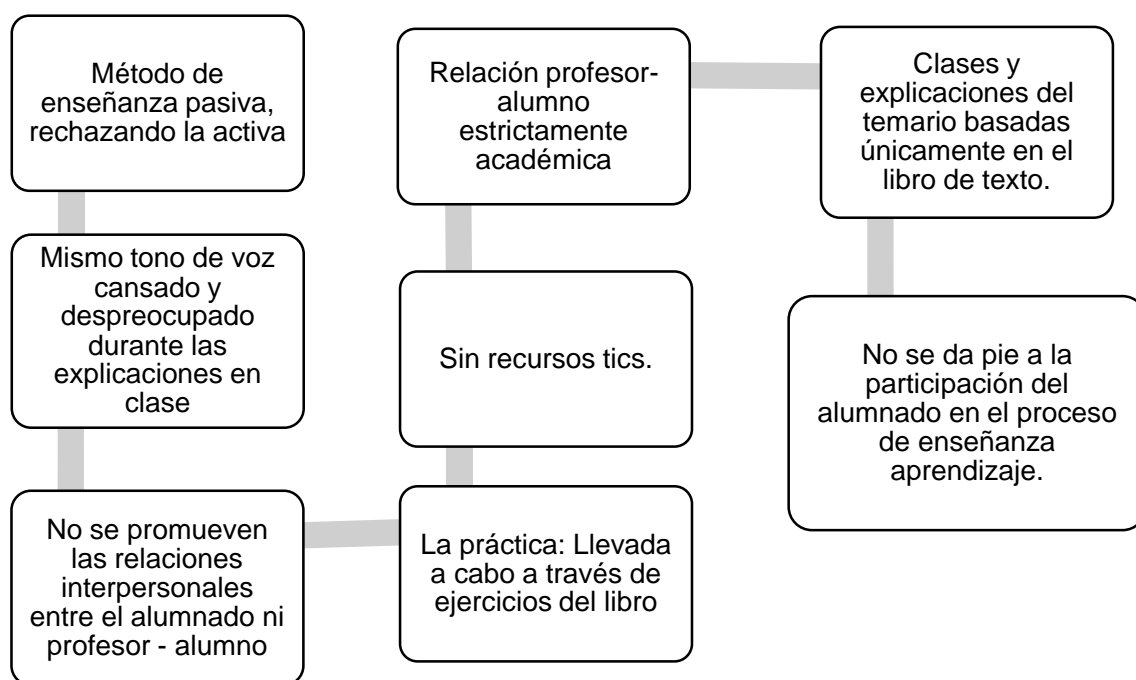 Método de
enseñanza pasiva,
rechazando la activa
Mismo tono de voz
cansado y
despreocupado
durante las
explicaciones en
clase
No se promueven
las relaciones
interpersonales
entre el alumnado ni
profesor - alumno
La práctica: Llevada
a cabo a través de
ejercicios del libro
Sin recursos tics.
Relación profesor-
alumno
estrictamente
académica
Clases y
explicaciones del
temario basadas
únicamente en el
libro de texto.
No se da pie a la
participación del
alumnado en el proceso
de enseñanza
aprendizaje.